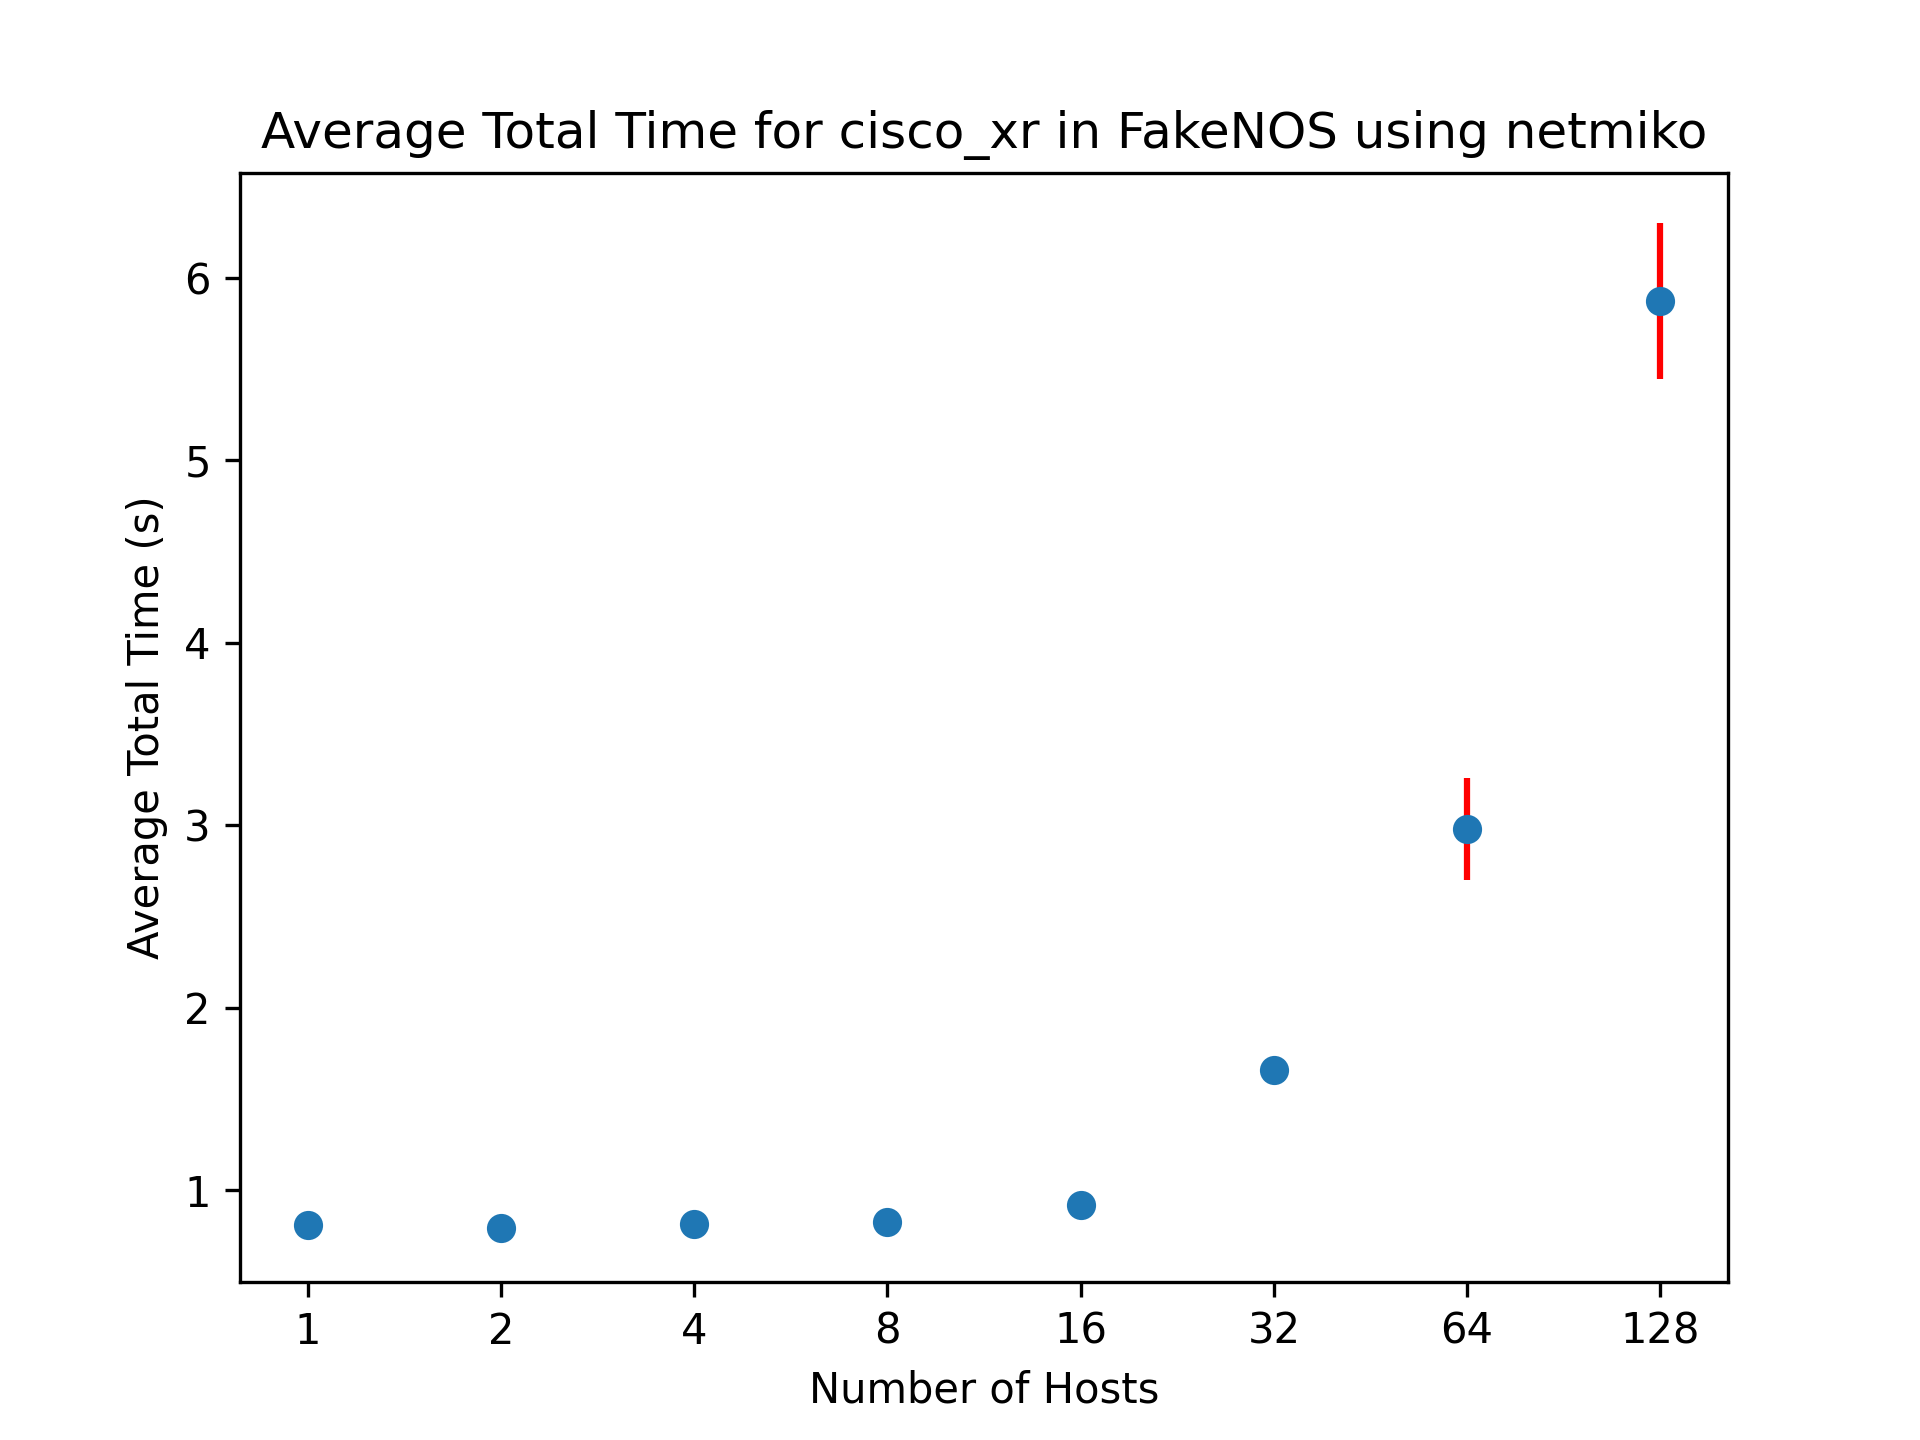 Average Total Time for cisco_xr in FakeNOS using netmiko
Average Total Time (s)
6
5
4
3
2
1
1 2 4 8 16 32 64 128
Number of Hosts